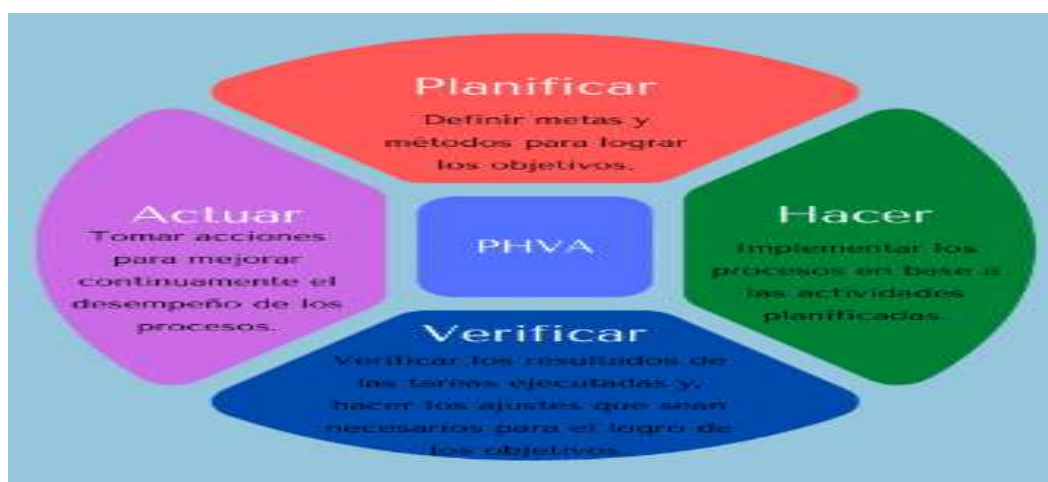 Planificar
Definir metas y
métodos para lograr
los objetivos.
Actuar
Tomar acciones
para mejorar
continuamente el
desempeño de los
procesos.
PHVA
Hacer
Implementar los
procesos en base a
las actividades
planificadas.
Verificar
Verificar los resultados de
las tareas ejecutadas y,
hacer los ajustes que sean
necesarios para el logro de
los objetivos.